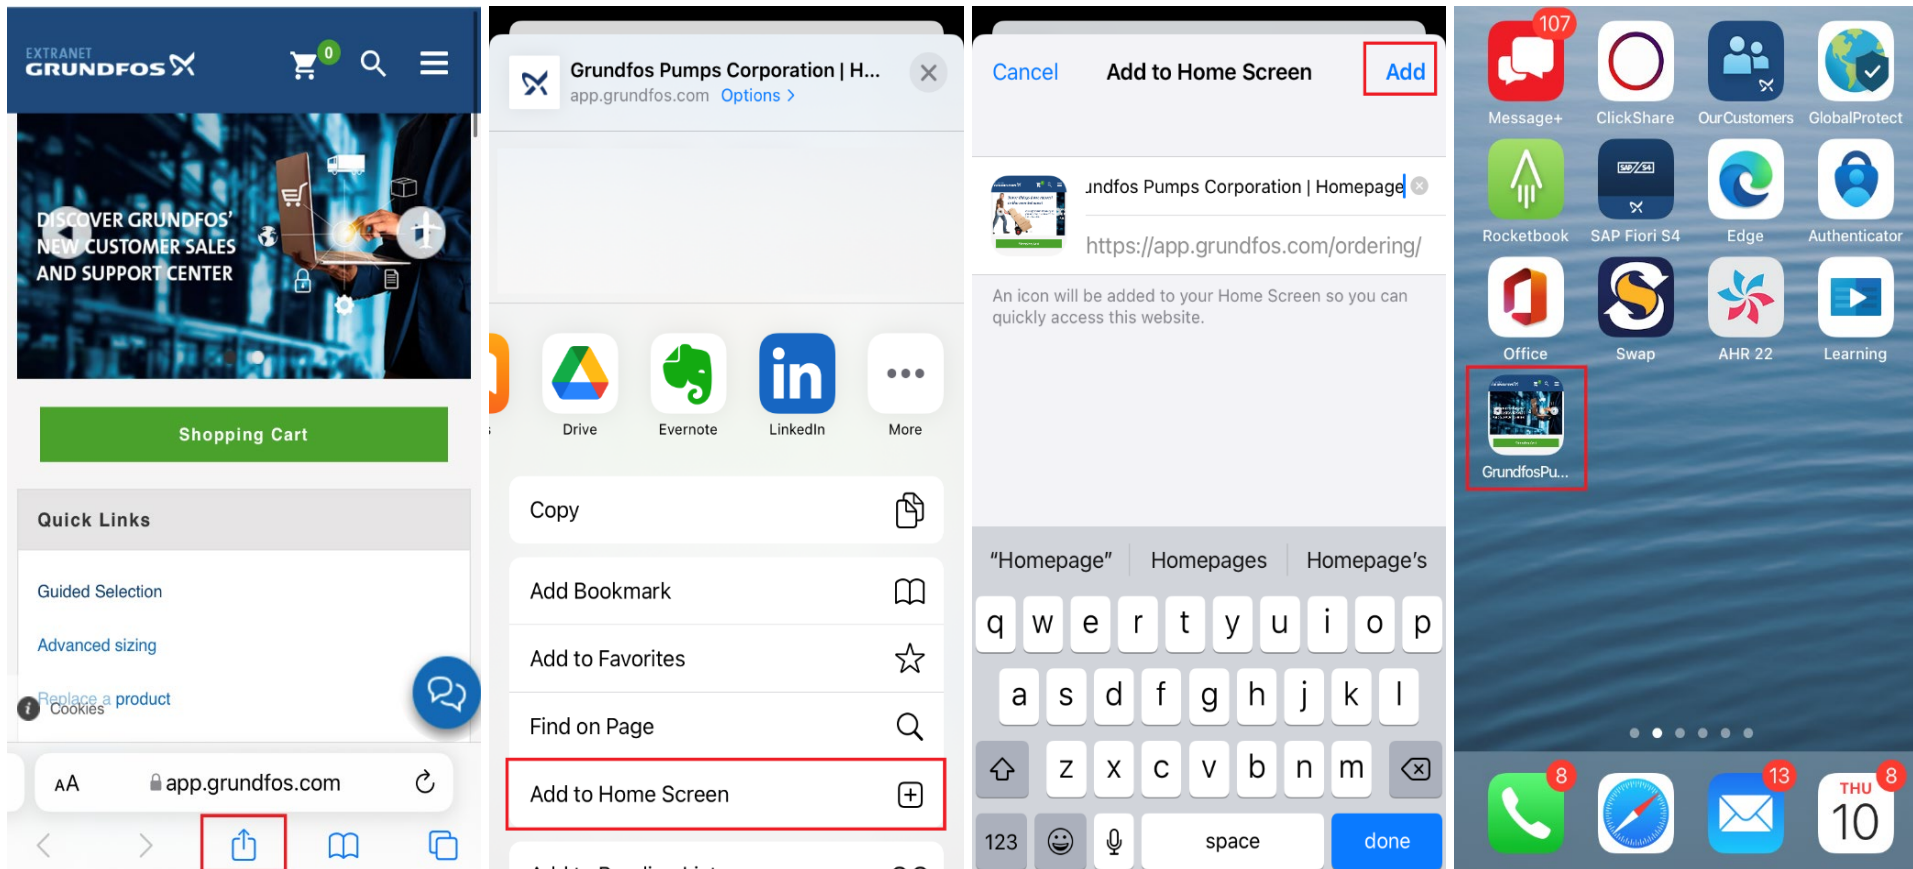 EXTRANET
GRUNDFOS
0
DISCOVER GRUNDFOS'
NEW CUSTOMER SALES
AND SUPPORT CENTER
Shopping Cart
Quick Links
Guided Selection
Advanced sizing
Replace a product
Cookies
AA
app.grundfos.com
Grundfos Pumps Corporation | H...
app.grundfos.com Options >
Drive
Evernote
LinkedIn
More
Copy
Add Bookmark
Add to Favorites
Find on Page
Add to Home Screen
Cancel
Add to Home Screen
Add
undfos Pumps Corporation | Homepage
https://app.grundfos.com/ordering/
An icon will be added to your Home Screen so you can
quickly access this website.
“Homepage” Homepages Homepage's
q w e r t y u i o p
a s d f g h j k l
z x c v b n m
123 space done
107
Message+ ClickShare OurCustomers GlobalProtect
SAP S4
Rocketbook SAP Fiori S4 Edge Authenticator
Office Swap AHR 22 Learning
GrundfosPu...
8
13
8
THU
10